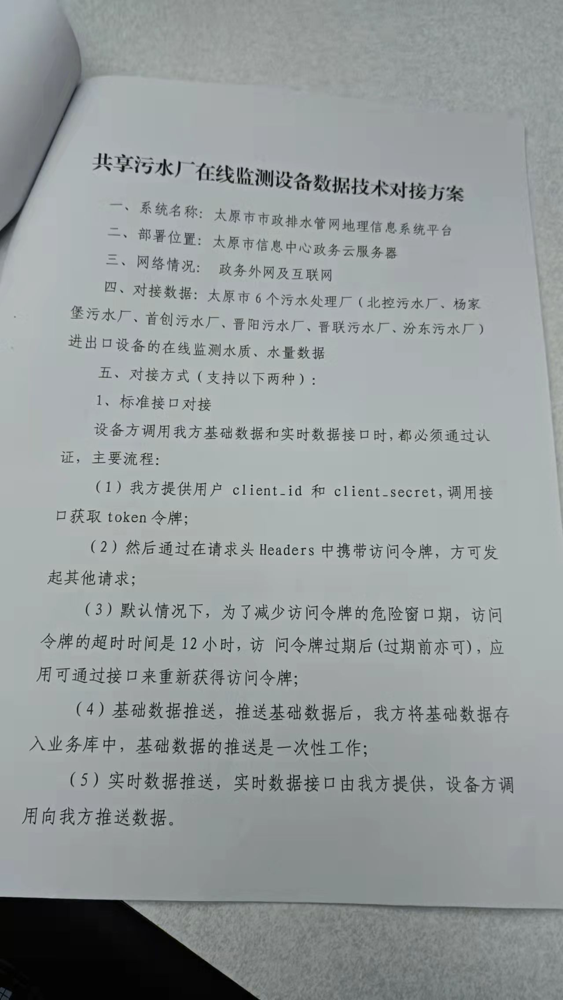 共享污水厂在线监测设备数据技术对接方案
一、系统名称：太原市市政排水管网地理信息系统平台
二、部署位置：太原市信息中心政务云服务器
三、网络情况： 政务外网及互联网
四、对接数据：太原市6个污水处理厂（北控污水厂、杨家
堡污水厂、首创污水厂、晋阳污水厂、晋联污水厂、汾东污水厂）
进出口设备的在线监测水质、水量数据
五、对接方式（支持以下两种）：
1、标准接口对接
设备方调用我方基础数据和实时数据接口时,都必须通过认
证，主要流程：
（1）我方提供用户 client_id 和 client_secret,调用接
口获取 token 令牌；
（2）然后通过在请求头 Headers 中携带访问令牌，方可发
起其他请求；
（3）默认情况下，为了减少访问令牌的危险窗口期，访问
令牌的超时时间是 12 小时,访 问令牌过期后(过期前亦可)，应
用可通过接口来重新获得访问令牌；
（4）基础数据推送，推送基础数据后，我方将基础数据存
入业务库中，基础数据的推送是一次性工作；
（5）实时数据推送，实时数据接口由我方提供，设备方调
用向我方推送数据。